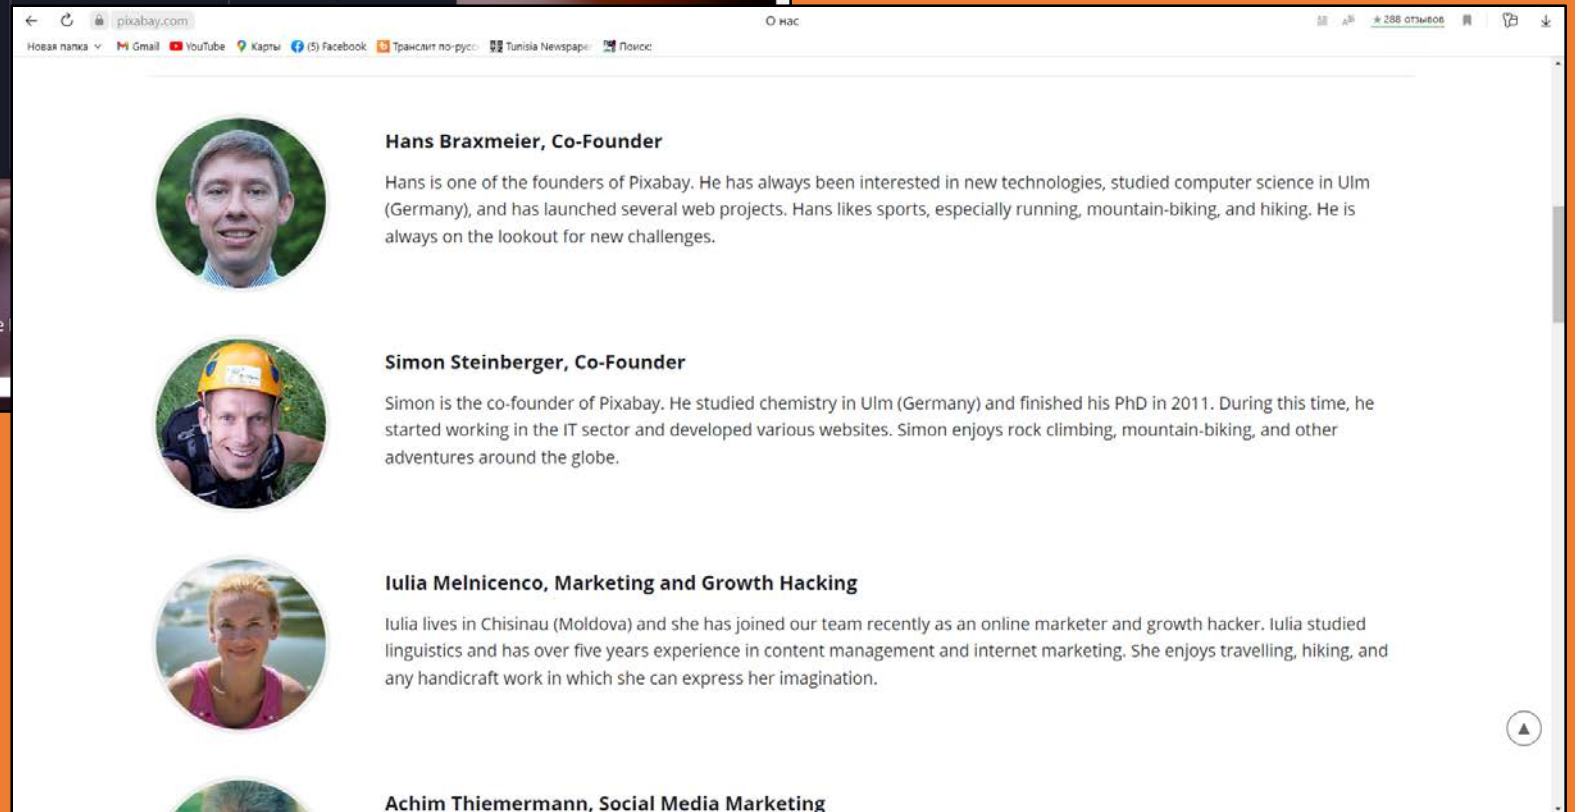 pixabay.com
О нас
★ 288 отзывов
Новая папка
Gmail
YouTube
Карты
(5) Facebook
Транслит по-русс
Tunisia Newspape
Поиск:
Hans Braxmeier, Co-Founder
Hans is one of the founders of Pixabay. He has always been interested in new technologies, studied computer science in Ulm
(Germany), and has launched several web projects. Hans likes sports, especially running, mountain-biking, and hiking. He is
always on the lookout for new challenges.
Simon Steinberger, Co-Founder
Simon is the co-founder of Pixabay. He studied chemistry in Ulm (Germany) and finished his PhD in 2011. During this time, he
started working in the IT sector and developed various websites. Simon enjoys rock climbing, mountain-biking, and other
adventures around the globe.
Iulia Melnicenco, Marketing and Growth Hacking
Iulia lives in Chisinau (Moldova) and she has joined our team recently as an online marketer and growth hacker. Iulia studied
linguistics and has over five years experience in content management and internet marketing. She enjoys travelling, hiking, and
any handicraft work in which she can express her imagination.
Achim Thiemermann, Social Media Marketing